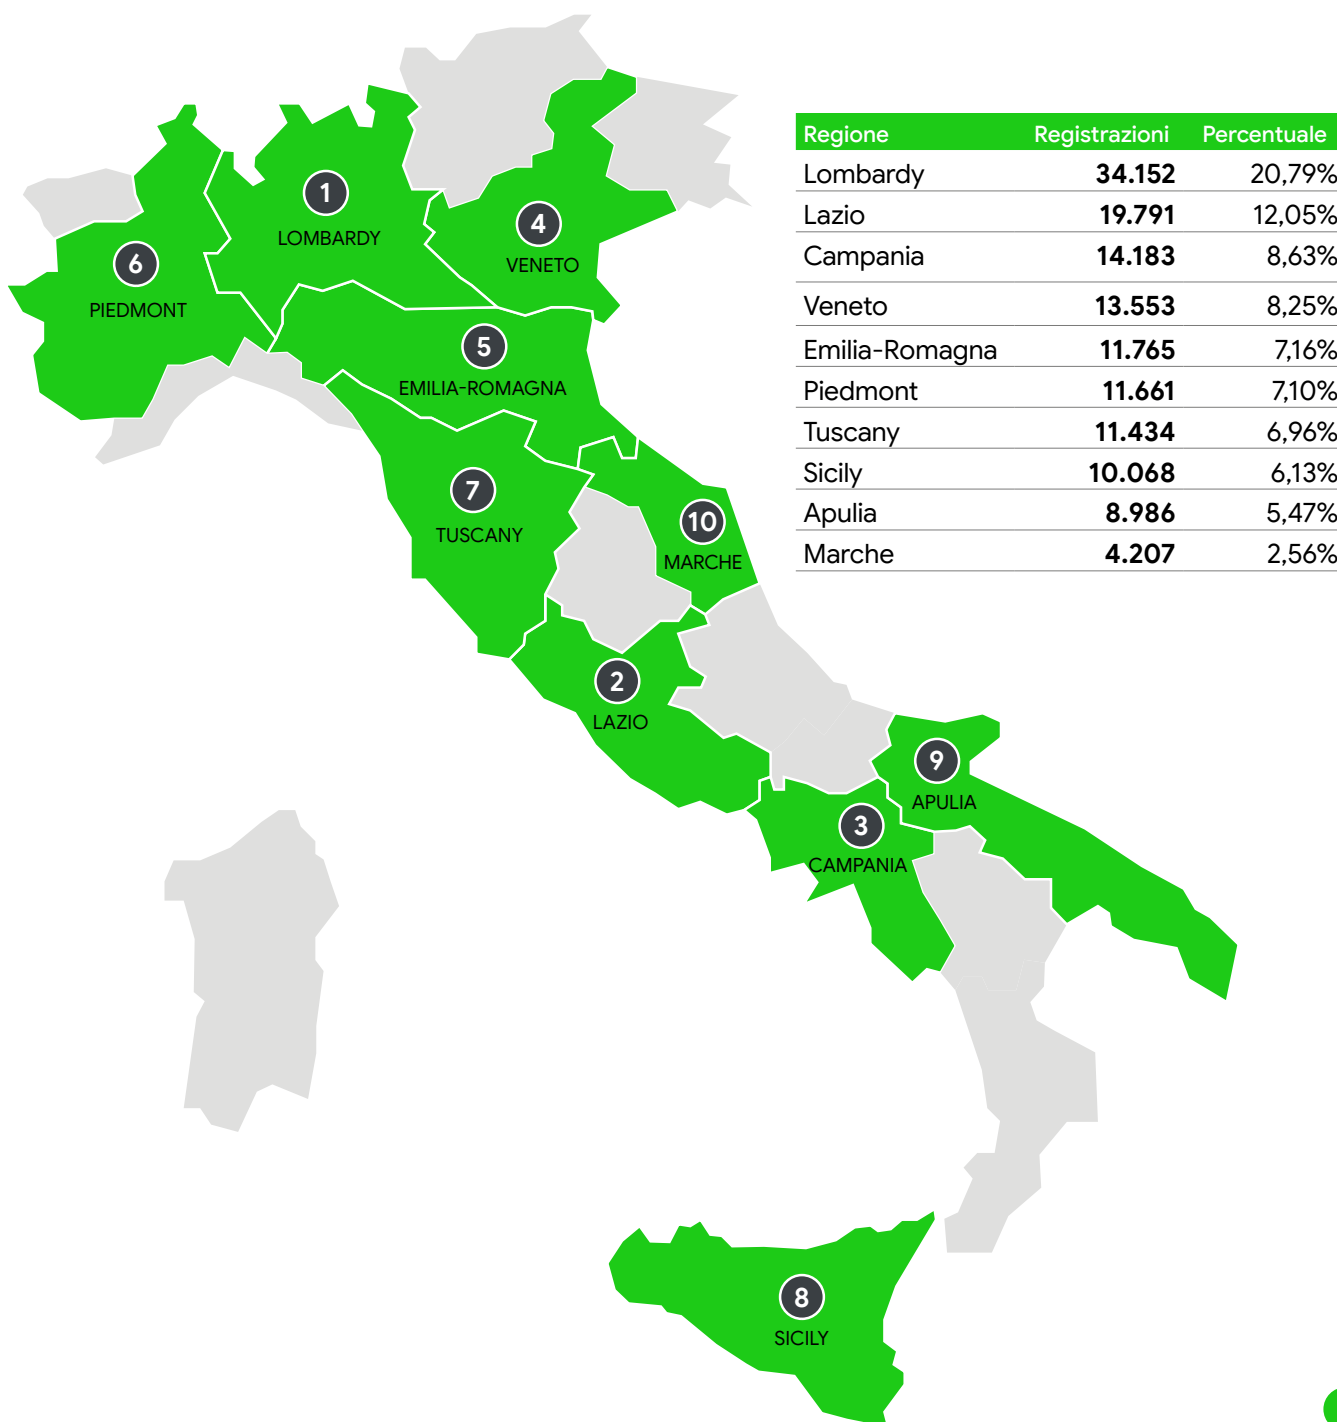 Regione Registrazioni Percentuale
Lombardy 34.152 20,79%
Lazio 19.791 12,05%
Campania 14.183 8,63%
Veneto 13.553 8,25%
Emilia-Romagna 11.765 7,16%
Piedmont 11.661 7,10%
Tuscany 11.434 6,96%
Sicily 10.068 6,13%
Apulia 8.986 5,47%
Marche 4.207 2,56%
1
LOMBARDY
4
VENETO
6
PIEDMONT
5
EMILIA-ROMAGNA
7
TUSCANY
10
MARCHE
2
LAZIO
9
APULIA
3
CAMPANIA
8
SICILY